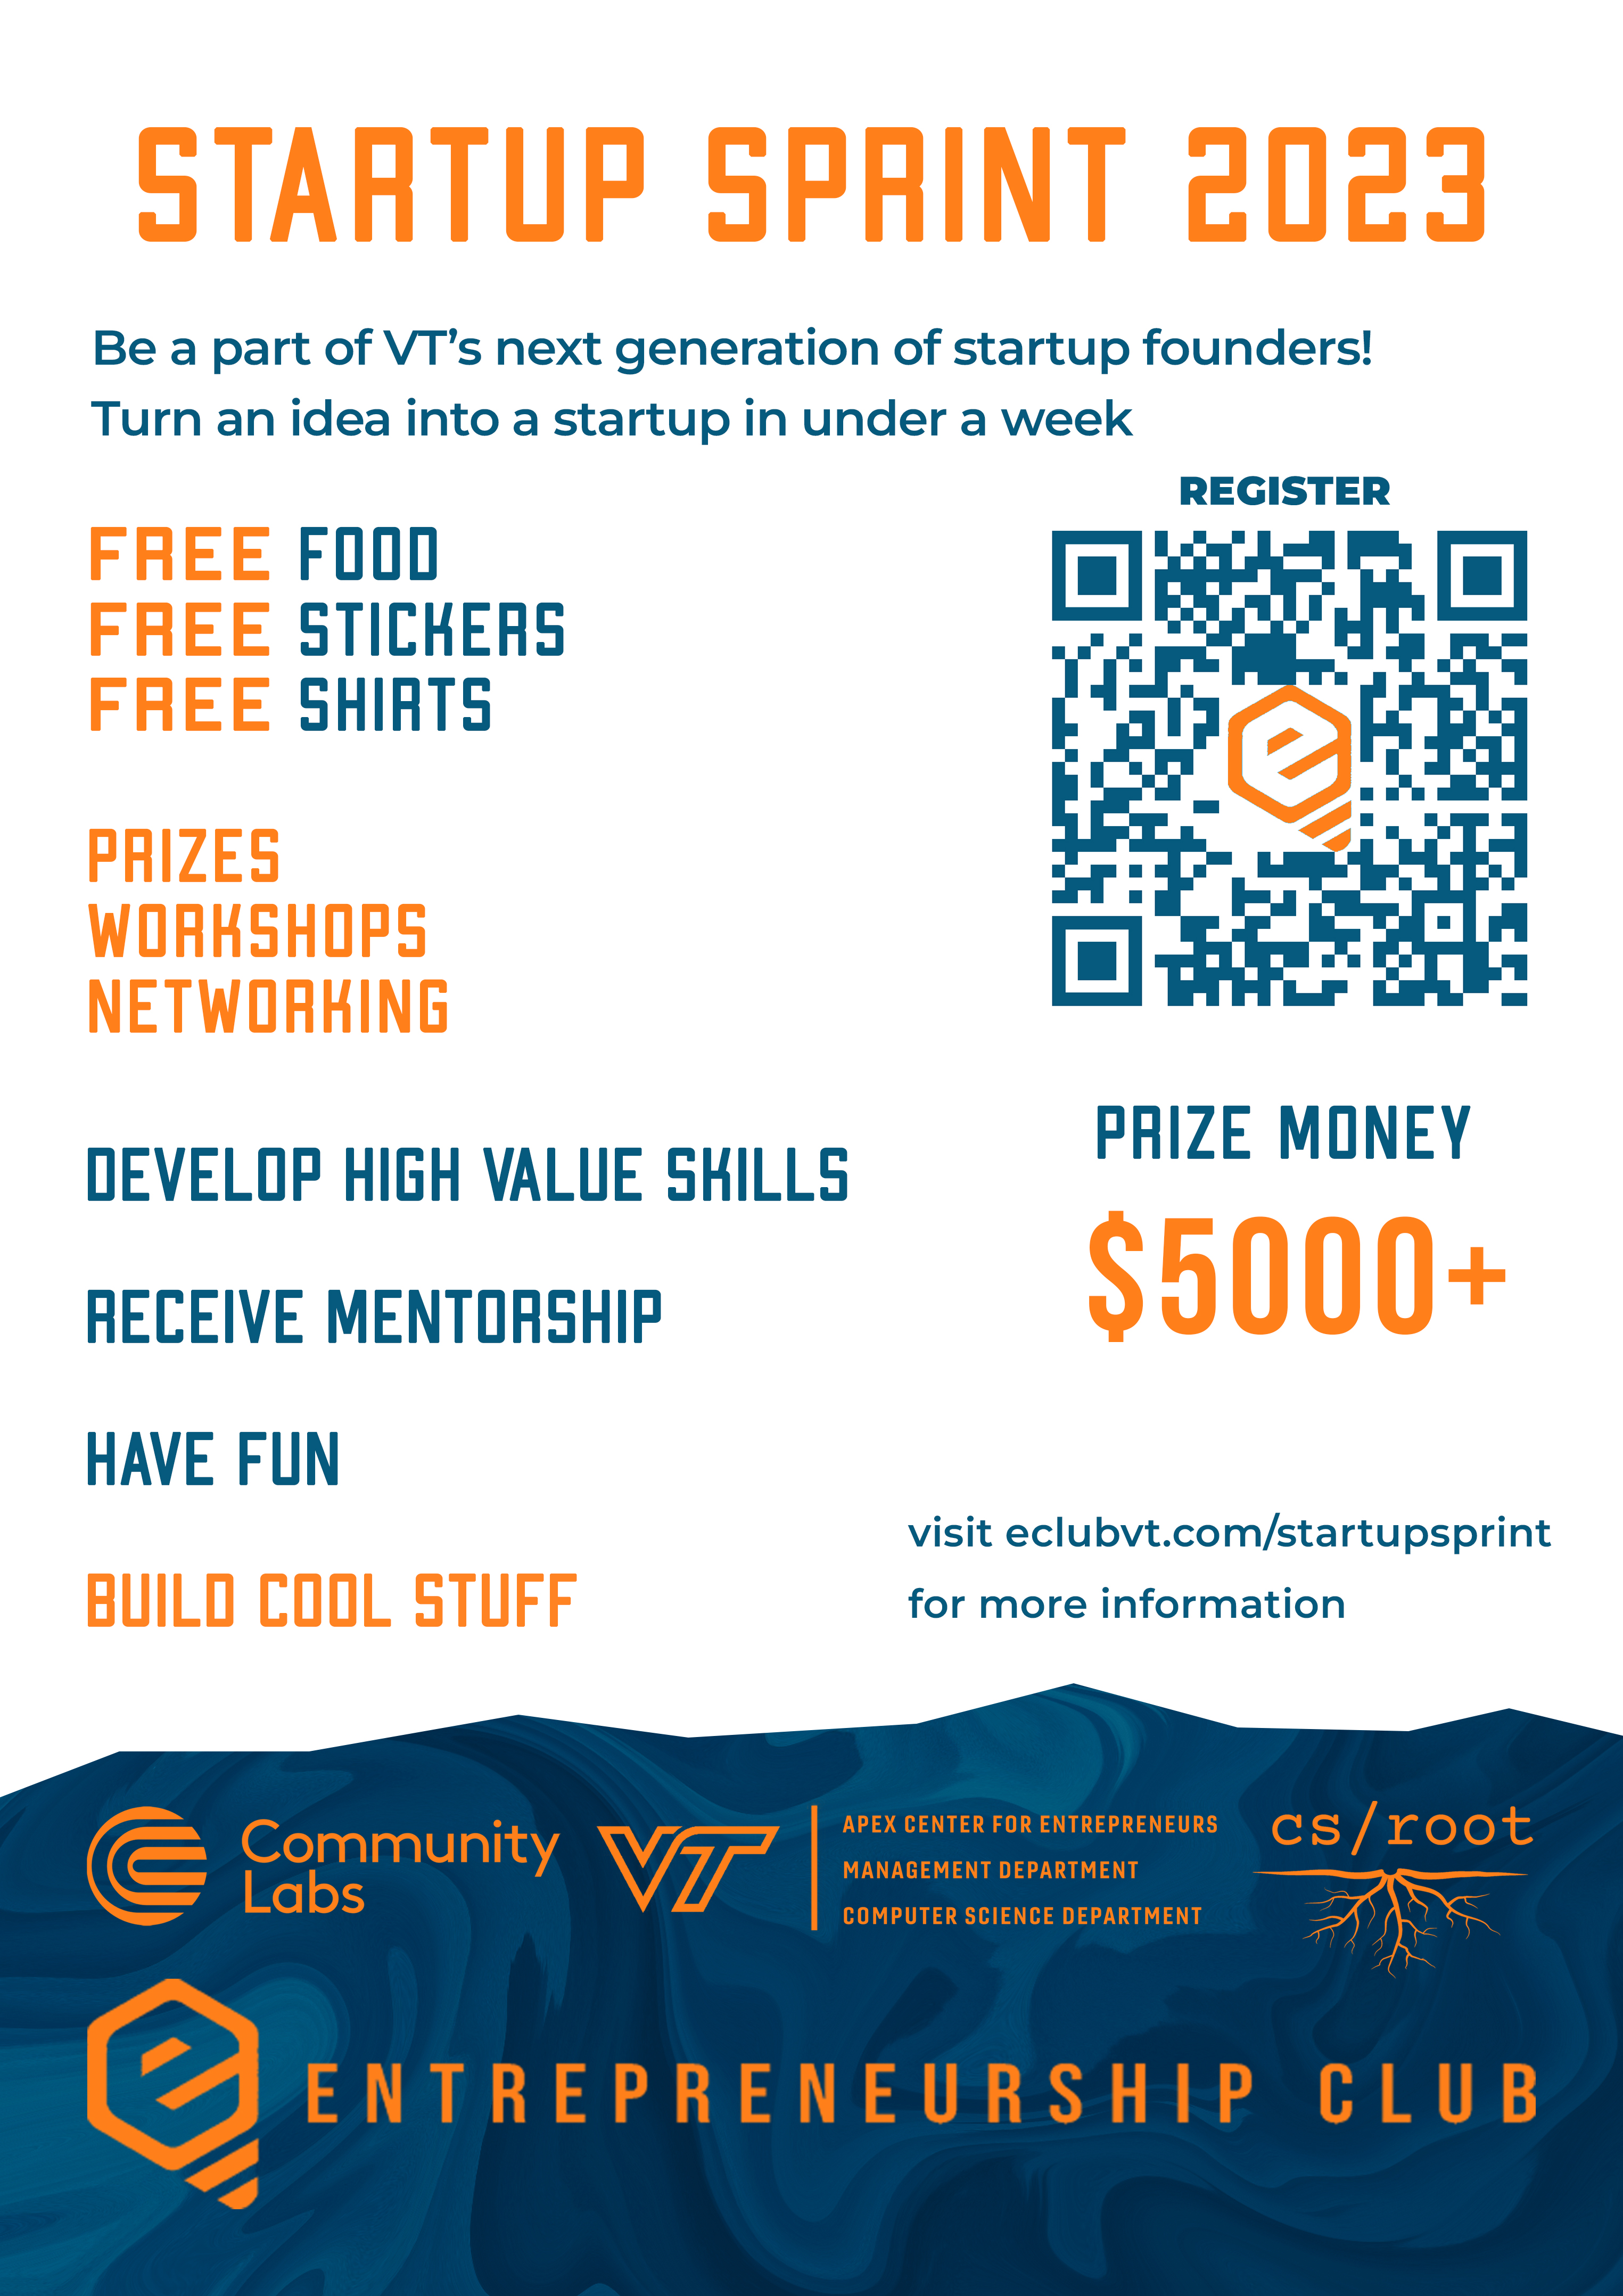 STARTUP SPRINT 2023
Be a part of VT’s next generation of startup founders!
Turn an idea into a startup in under a week
REGISTER
FREE FOOD
FREE STICKERS
FREE SHIRTS
PRIZES
WORKSHOPS
NETWORKING
PRIZE MONEY
$5000+
DEVELOP HIGH VALUE SKILLS
RECEIVE MENTORSHIP
HAVE FUN
BUILD COOL STUFF
visit eclubvt.com/startupsprint
for more information
Community
Labs
VT
APEX CENTER FOR ENTREPRENEURS
MANAGEMENT DEPARTMENT
COMPUTER SCIENCE DEPARTMENT
cs/root
ENTREPRENEURSHIP CLUB